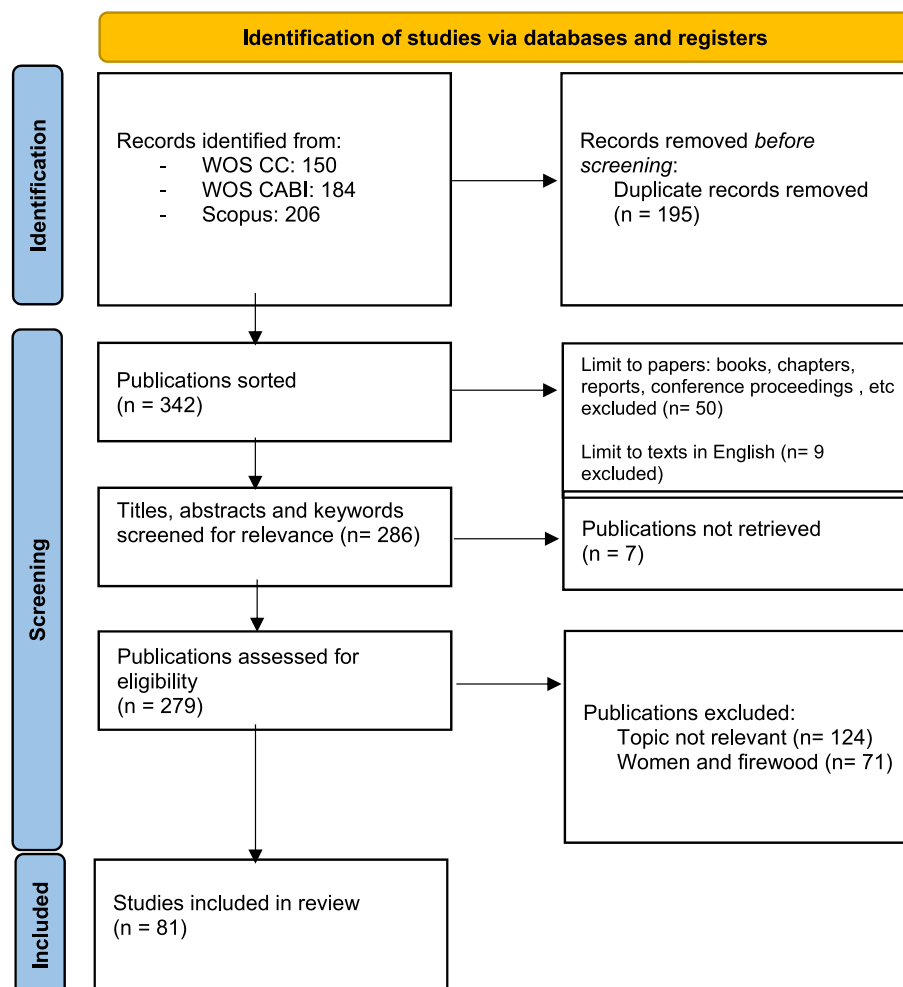 Identification of studies via databases and registers
Identification
Records identified from:
- WOS CC: 150
- WOS CABI: 184
- Scopus: 206
Records removed before
screening:
Duplicate records removed
(n = 195)
Screening
Publications sorted
(n = 342)
Limit to papers: books, chapters,
reports, conference proceedings , etc
excluded (n= 50)
Limit to texts in English (n= 9
excluded)
Titles, abstracts and keywords
screened for relevance (n= 286)
Publications not retrieved
(n = 7)
Publications assessed for
eligibility
(n = 279)
Publications excluded:
Topic not relevant (n= 124)
Women and firewood (n= 71)
Included
Studies included in review
(n = 81)